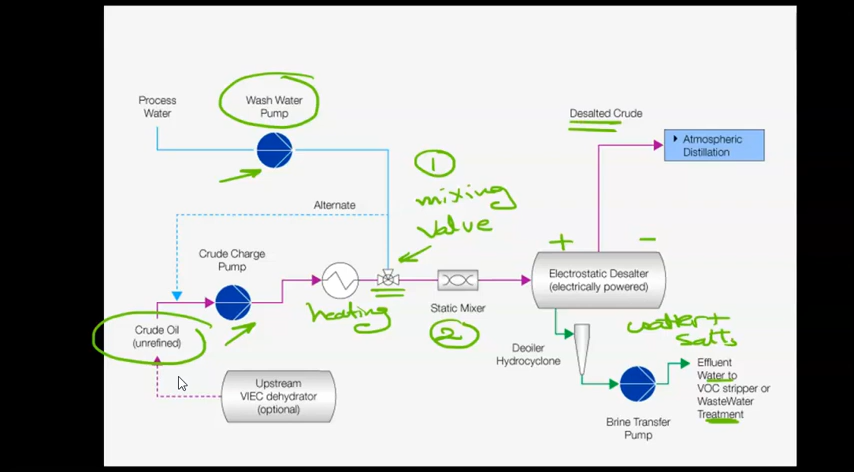 Process
Water
Wash Water
Pump
Desalted Crude
Atmospheric
Distillation
1
mixing
Valve
Alternate
Crude Charge
Pump
+
−
Electrostatic Desalter
(electrically powered)
heating
Static Mixer
2
Crude Oil
(unrefined)
Upstream
VIEC dehydrator
(optional)
Deoiler
Hydrocyclone
water +
Salts
Effluent
Water to
VOC stripper or
WasteWater
Treatment
Brine Transfer
Pump